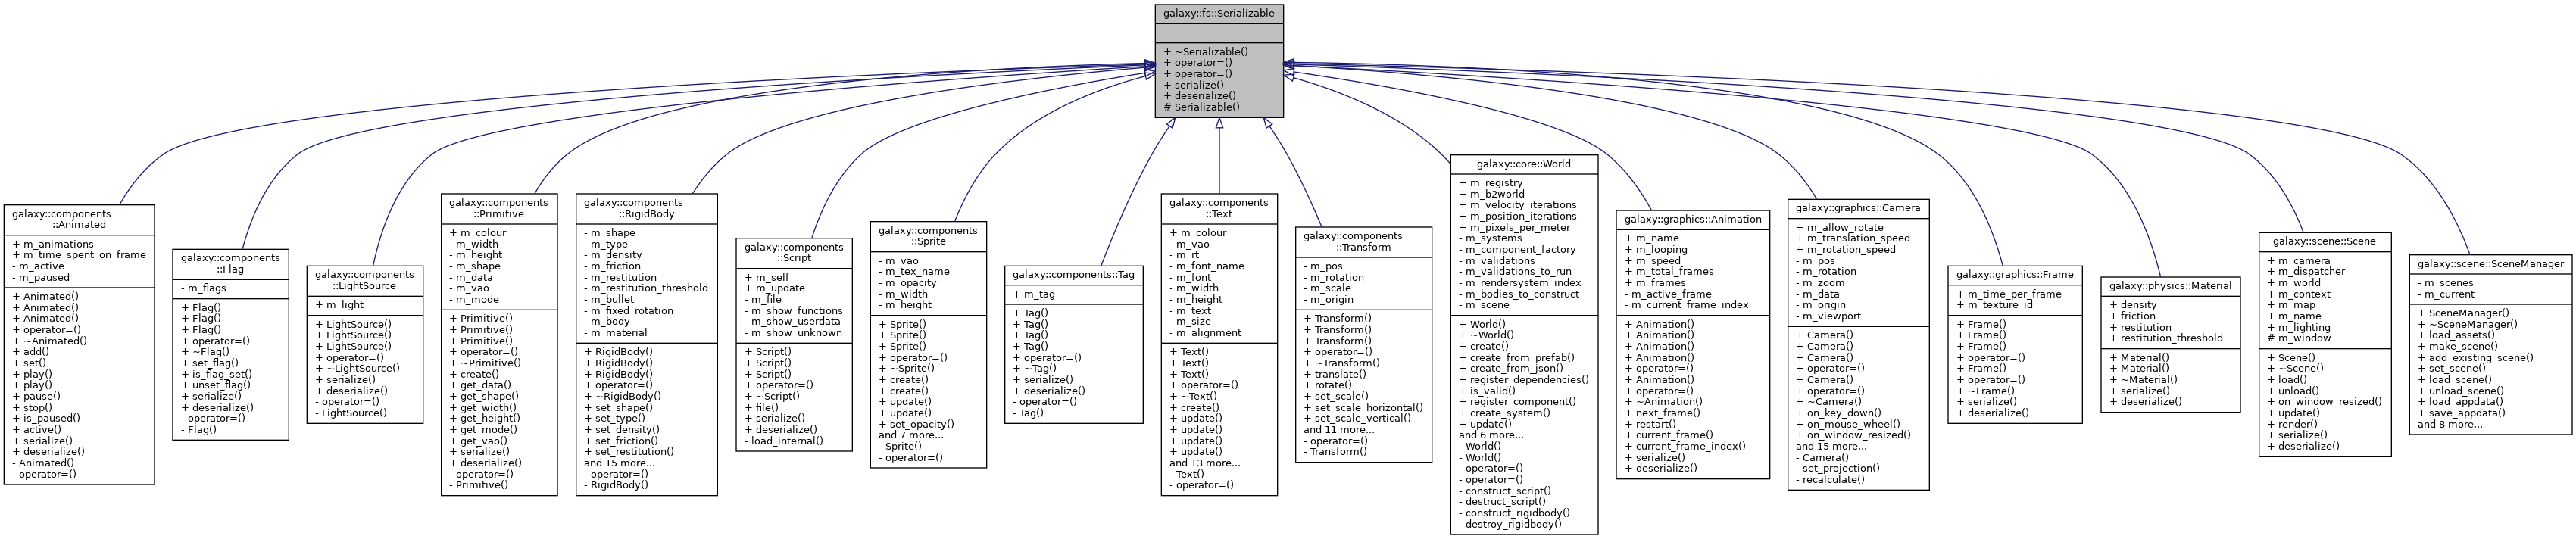 galaxy::fs::Serializable
+ ~Serializable()
+ operator=()
+ operator=()
+ serialize()
+ deserialize()
# Serializable()
galaxy::components
::Animated
+ m_animations
+ m_time_spent_on_frame
- m_active
- m_paused
+ Animated()
+ Animated()
+ Animated()
+ operator=()
+ ~Animated()
+ add()
+ set()
+ play()
+ play()
+ pause()
+ stop()
+ is_paused()
+ active()
+ serialize()
+ deserialize()
- Animated()
- operator=()
galaxy::components
::Flag
- m_flags
+ Flag()
+ Flag()
+ Flag()
+ operator=()
+ ~Flag()
+ set_flag()
+ is_flag_set()
+ unset_flag()
+ serialize()
+ deserialize()
- operator=()
- Flag()
galaxy::components
::LightSource
+ m_light
+ LightSource()
+ LightSource()
+ LightSource()
+ operator=()
+ ~LightSource()
+ serialize()
+ deserialize()
- operator=()
- LightSource()
galaxy::components
::Primitive
+ m_colour
- m_width
- m_height
- m_shape
- m_data
- m_vao
- m_mode
+ Primitive()
+ Primitive()
+ Primitive()
+ operator=()
+ ~Primitive()
+ create()
+ get_data()
+ get_shape()
+ get_width()
+ get_height()
+ get_mode()
+ get_vao()
+ serialize()
+ deserialize()
- operator=()
- Primitive()
galaxy::components
::RigidBody
- m_shape
- m_type
- m_density
- m_friction
- m_restitution
- m_restitution_threshold
- m_bullet
- m_fixed_rotation
- m_body
- m_material
+ RigidBody()
+ RigidBody()
+ RigidBody()
+ operator=()
+ ~RigidBody()
+ set_shape()
+ set_type()
+ set_density()
+ set_friction()
+ set_restitution()
and 15 more...
- operator=()
- RigidBody()
galaxy::components
::Script
+ m_self
+ m_update
- m_file
- m_show_functions
- m_show_userdata
- m_show_unknown
+ Script()
+ Script()
+ Script()
+ operator=()
+ ~Script()
+ file()
+ serialize()
+ deserialize()
- load_internal()
galaxy::components
::Sprite
- m_vao
- m_tex_name
- m_opacity
- m_width
- m_height
+ Sprite()
+ Sprite()
+ Sprite()
+ operator=()
+ ~Sprite()
+ create()
+ create()
+ update()
+ update()
+ set_opacity()
and 7 more...
- Sprite()
- operator=()
galaxy::components::Tag
+ m_tag
+ Tag()
+ Tag()
+ Tag()
+ Tag()
+ operator=()
+ ~Tag()
+ serialize()
+ deserialize()
- operator=()
- Tag()
galaxy::components
::Text
+ m_colour
- m_vao
- m_rt
- m_font_name
- m_font
- m_width
- m_height
- m_text
- m_size
- m_alignment
+ Text()
+ Text()
+ Text()
+ operator=()
+ ~Text()
+ create()
+ update()
+ update()
+ update()
+ update()
and 13 more...
- Text()
- operator=()
galaxy::components
::Transform
- m_pos
- m_rotation
- m_scale
- m_origin
+ Transform()
+ Transform()
+ Transform()
+ operator=()
+ ~Transform()
+ translate()
+ rotate()
+ set_scale()
+ set_scale_horizontal()
+ set_scale_vertical()
and 11 more...
- operator=()
- Transform()
galaxy::core::World
+ m_registry
+ m_b2world
+ m_velocity_iterations
+ m_position_iterations
+ m_pixels_per_meter
- m_systems
- m_component_factory
- m_validations
- m_validations_to_run
- m_rendersystem_index
- m_bodies_to_construct
- m_scene
+ World()
+ ~World()
+ create()
+ create_from_prefab()
+ create_from_json()
+ register_dependencies()
+ is_valid()
+ register_component()
+ create_system()
+ update()
and 6 more...
- World()
- World()
- operator=()
- operator=()
- construct_script()
- destruct_script()
- construct_rigidbody()
- destroy_rigidbody()
galaxy::graphics::Animation
+ m_name
+ m_looping
+ m_speed
+ m_total_frames
+ m_frames
- m_active_frame
- m_current_frame_index
+ Animation()
+ Animation()
+ Animation()
+ Animation()
+ operator=()
+ Animation()
+ operator=()
+ ~Animation()
+ next_frame()
+ restart()
+ current_frame()
+ current_frame_index()
+ serialize()
+ deserialize()
galaxy::graphics::Camera
+ m_allow_rotate
+ m_translation_speed
+ m_rotation_speed
- m_pos
- m_rotation
- m_zoom
- m_data
- m_origin
- m_viewport
+ Camera()
+ Camera()
+ Camera()
+ operator=()
+ Camera()
+ operator=()
+ ~Camera()
+ on_key_down()
+ on_mouse_wheel()
+ on_window_resized()
and 15 more...
- Camera()
- set_projection()
- recalculate()
galaxy::graphics::Frame
+ m_time_per_frame
+ m_texture_id
+ Frame()
+ Frame()
+ Frame()
+ operator=()
+ Frame()
+ operator=()
+ ~Frame()
+ serialize()
+ deserialize()
galaxy::physics::Material
+ density
+ friction
+ restitution
+ restitution_threshold
+ Material()
+ Material()
+ ~Material()
+ serialize()
+ deserialize()
galaxy::scene::Scene
+ m_camera
+ m_dispatcher
+ m_world
+ m_context
+ m_map
+ m_name
+ m_lighting
# m_window
+ Scene()
+ ~Scene()
+ load()
+ unload()
+ on_window_resized()
+ update()
+ render()
+ serialize()
+ deserialize()
galaxy::scene::SceneManager
- m_scenes
- m_current
+ SceneManager()
+ ~SceneManager()
+ load_assets()
+ make_scene()
+ add_existing_scene()
+ set_scene()
+ load_scene()
+ unload_scene()
+ load_appdata()
+ save_appdata()
and 8 more...